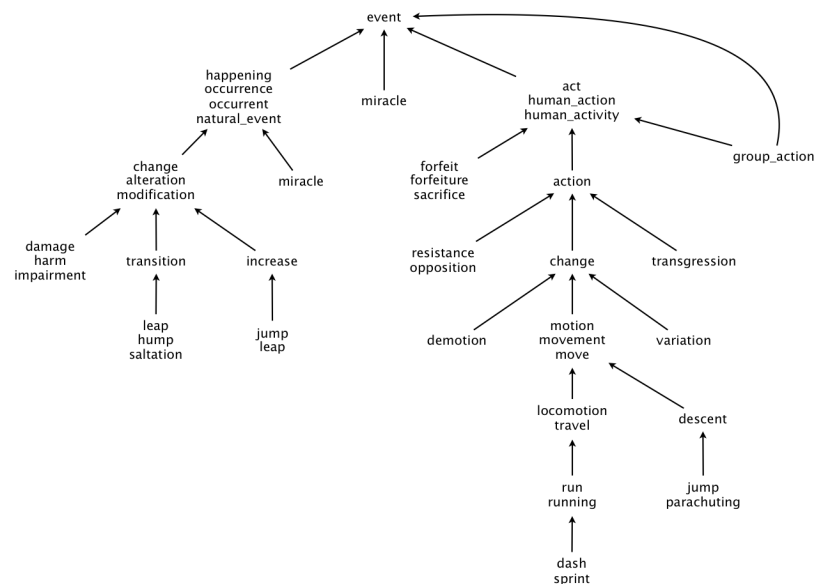 event
happening
occurrence
occurrent
natural_event
miracle
act
human_action
human_activity
group_action
change
alteration
modification
miracle
forfeit
forfeiture
sacrifice
action
damage
harm
impairment
transition
increase
resistance
opposition
change
transgression
leap
hump
saltation
jump
leap
demotion
motion
movement
move
variation
locomotion
travel
descent
run
running
jump
parachuting
dash
sprint